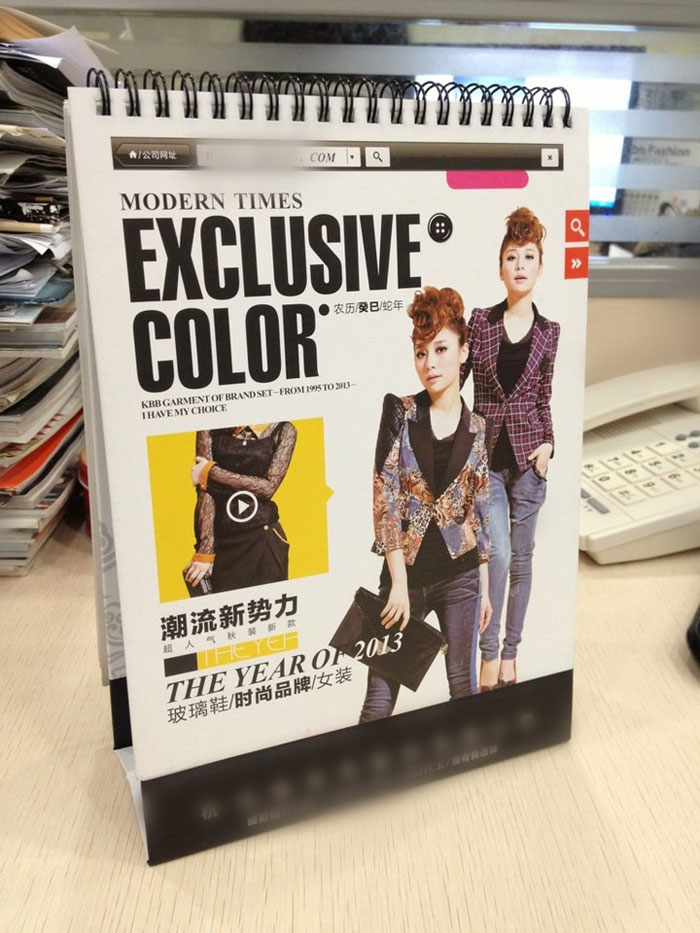 /公司网址
COM
MODERN TIMES
EXCLUSIVE
COLOR
农历/癸巳/蛇年
KBB GARMENT OF BRAND SET - FROM 1995 TO 2013 -
I HAVE MY CHOICE
潮流新势力
超人气秋装新款
THE YEAR OF 2013
玻璃鞋/时尚品牌/女装
Fashion